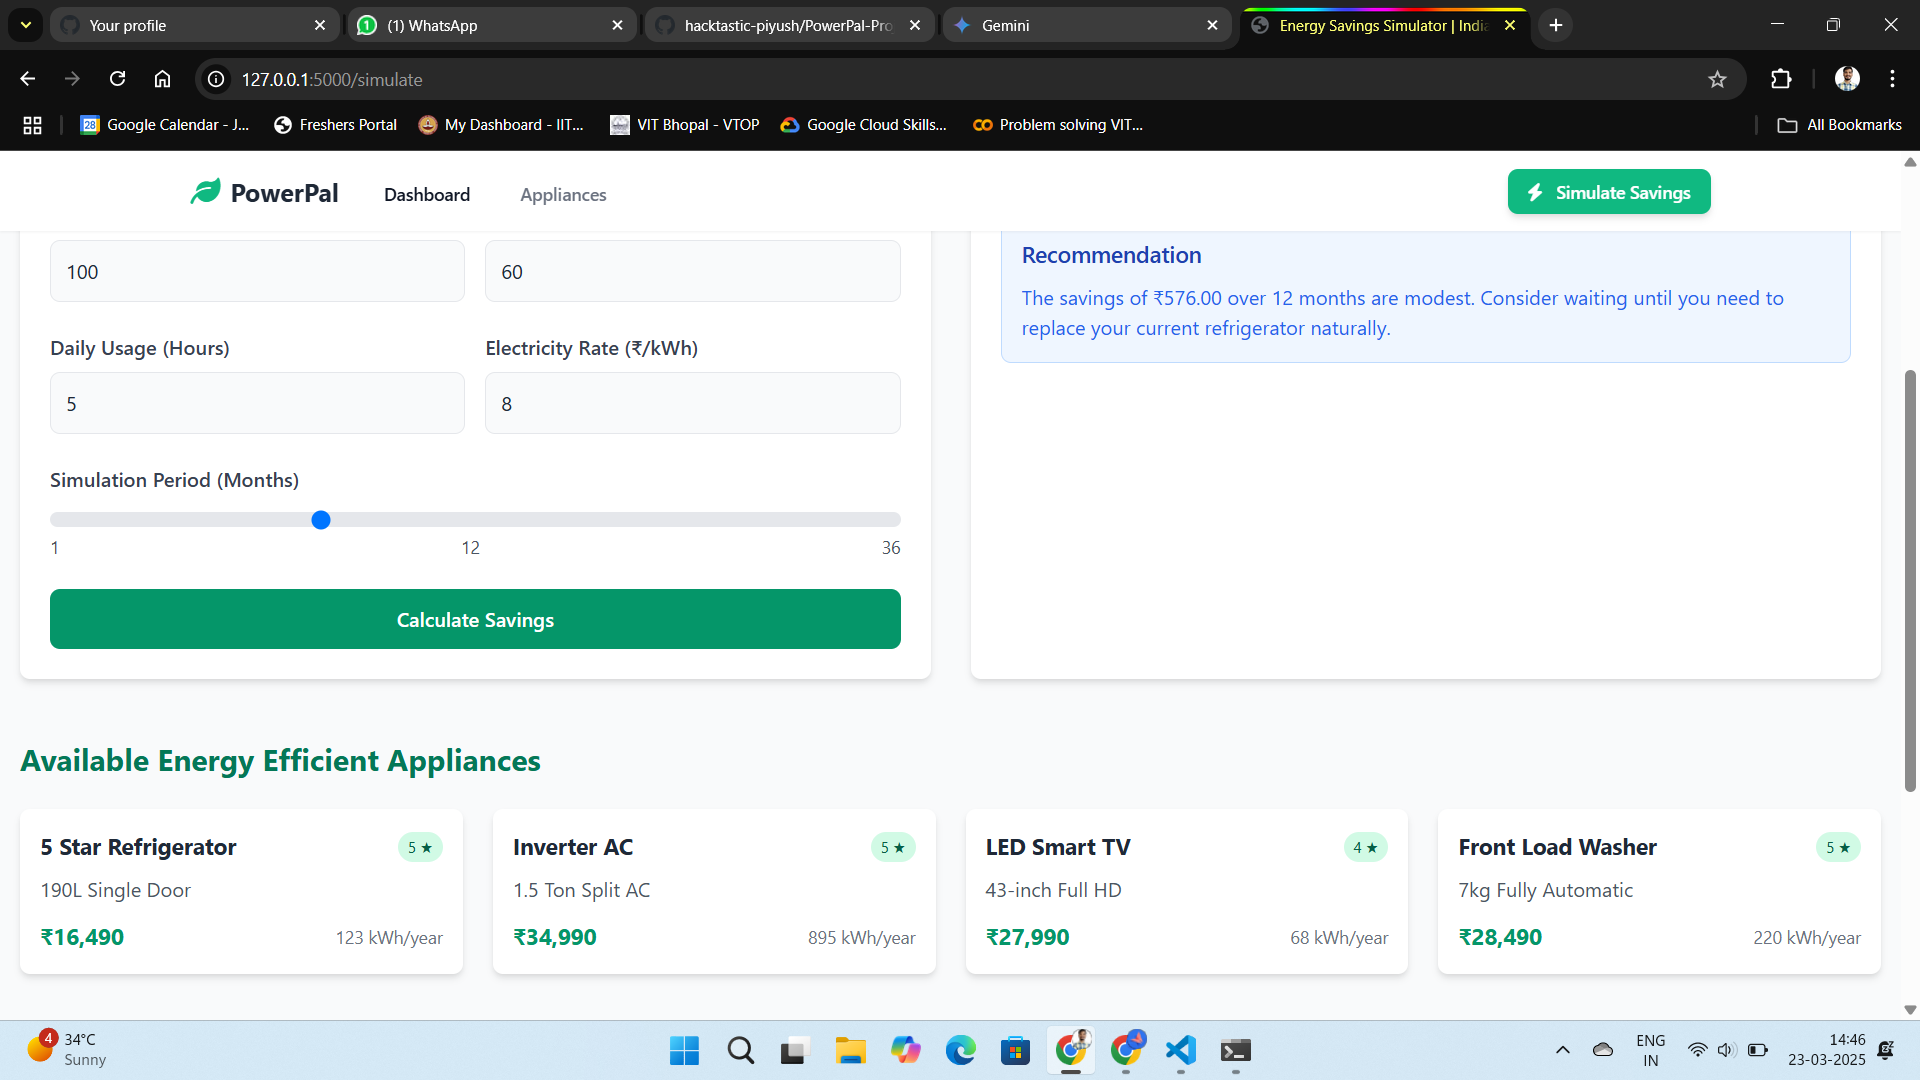 Your profile
(1) WhatsApp
hacktastic-piyush/PowerPal-Pro
Gemini
Energy Savings Simulator | India
127.0.0.1:5000/simulate
28
Google Calendar - J...
Freshers Portal
My Dashboard - IIT...
VIT Bhopal - VTOP
Google Cloud Skills...
Problem solving VIT...
All Bookmarks
PowerPal
Dashboard
Appliances
Simulate Savings
100
60
Daily Usage (Hours)
Electricity Rate (₹/kWh)
5
8
Simulation Period (Months)
1
12
36
Calculate Savings
Recommendation
The savings of ₹576.00 over 12 months are modest. Consider waiting until you need to
replace your current refrigerator naturally.
Available Energy Efficient Appliances
5 Star Refrigerator
5 ★
190L Single Door
₹16,490
123 kWh/year
Inverter AC
5 ★
1.5 Ton Split AC
₹34,990
895 kWh/year
LED Smart TV
4 ★
43-inch Full HD
₹27,990
68 kWh/year
Front Load Washer
5 ★
7kg Fully Automatic
₹28,490
220 kWh/year
4
34°C
Sunny
ENG
IN
14:46
23-03-2025